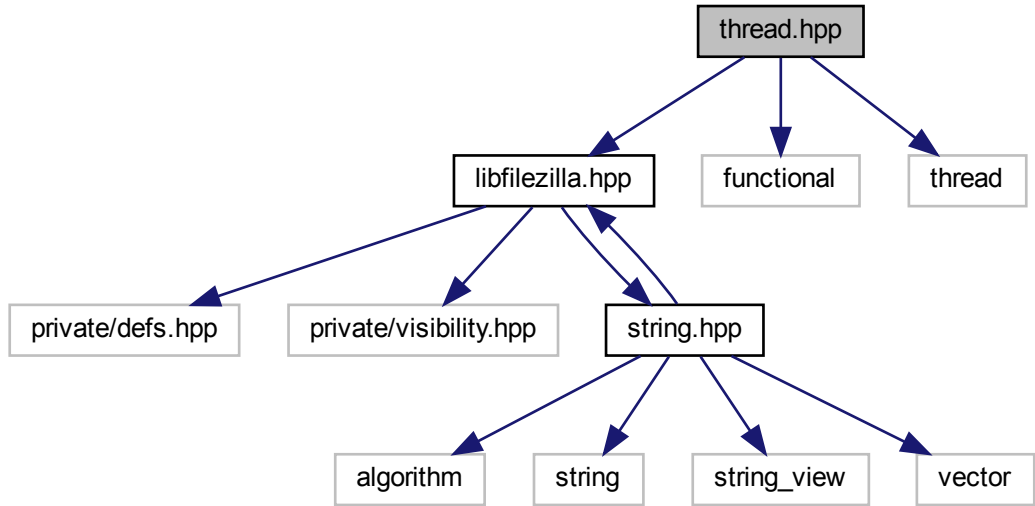 thread.hpp
libfilezilla.hpp
functional
thread
private/defs.hpp
private/visibility.hpp
string.hpp
algorithm
string
string_view
vector